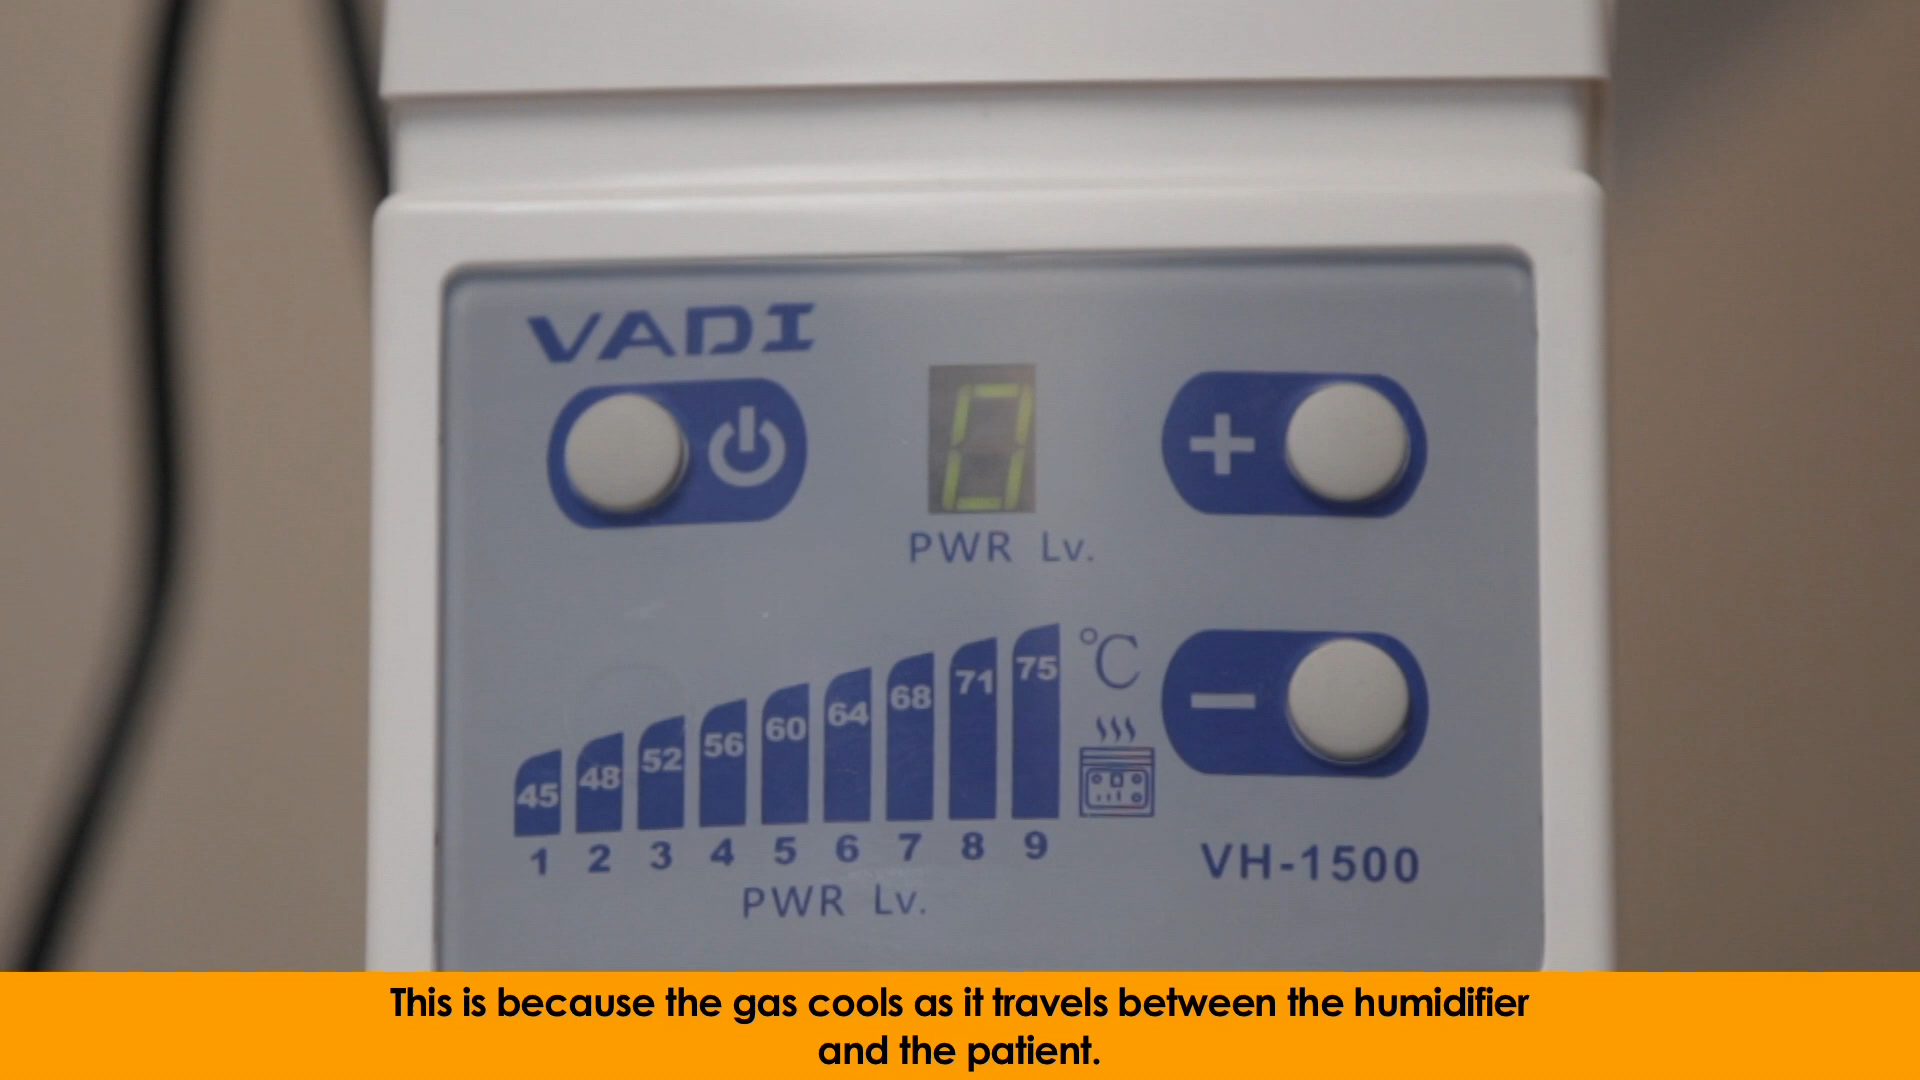 VADI
0
PWR Lv.
+
°C
45 48 52 56 60 64 68 71 75
-
1 2 3 4 5 6 7 8 9
VH-1500
PWR Lv.
This is because the gas cools as it travels between the humidifier
and the patient.